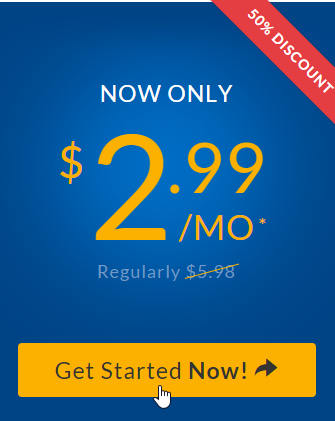 50% DISCOUNT
NOW ONLY
$2.99
/MO*
Regularly $5.98
Get Started Now!